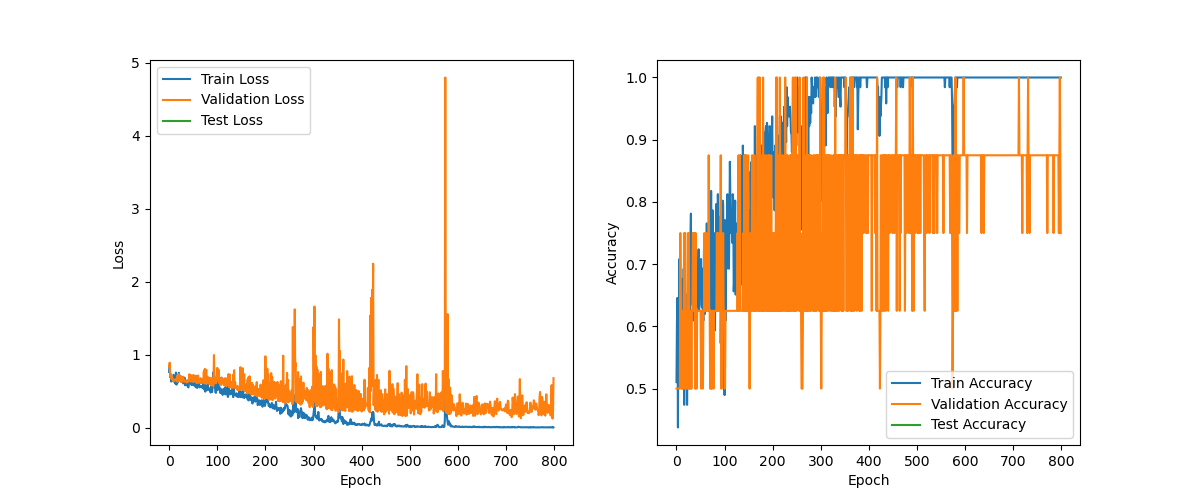 Train Loss
Validation Loss
Test Loss
5
4
3
2
1
0
Loss
0 100 200 300 400 500 600 700 800
Epoch
1.0
0.9
0.8
0.7
0.6
0.5
Accuracy
Train Accuracy
Validation Accuracy
Test Accuracy
0 100 200 300 400 500 600 700 800
Epoch